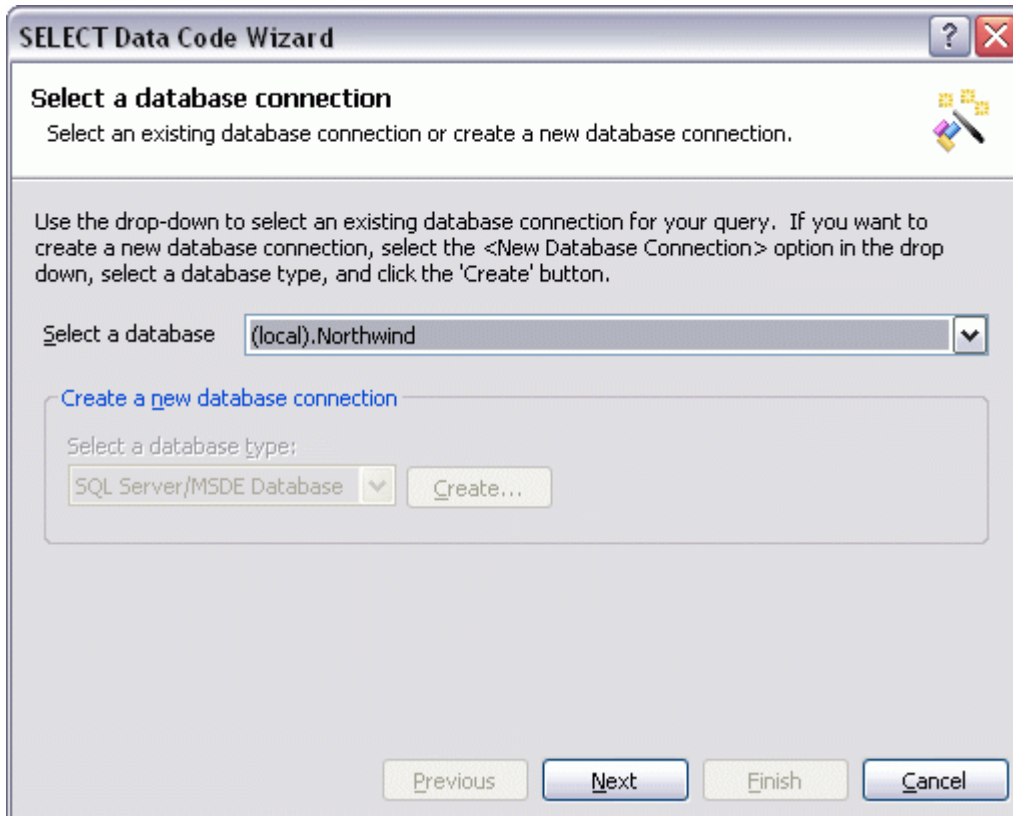 SELECT Data Code Wizard
Select a database connection
Select an existing database connection or create a new database connection.
Use the drop-down to select an existing database connection for your query.  If you want to
create a new database connection, select the <New Database Connection> option in the drop
down, select a database type, and click the 'Create' button.
Select a database
(local).Northwind
Create a new database connection
Select a database type:
SQL Server/MSDE Database
Create...
Previous
Next
Finish
Cancel